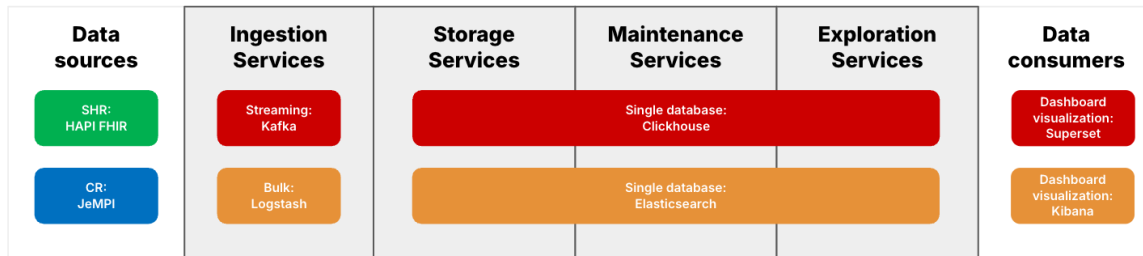 Data
sources
Ingestion
Services
Storage
Services
Maintenance
Services
Exploration
Services
Data
consumers
SHR:
HAPI FHIR
Streaming:
Kafka
Single database:
Clickhouse
Dashboard
visualization:
Superset
CR:
JeMPI
Bulk:
Logstash
Single database:
Elasticsearch
Dashboard
visualization:
Kibana